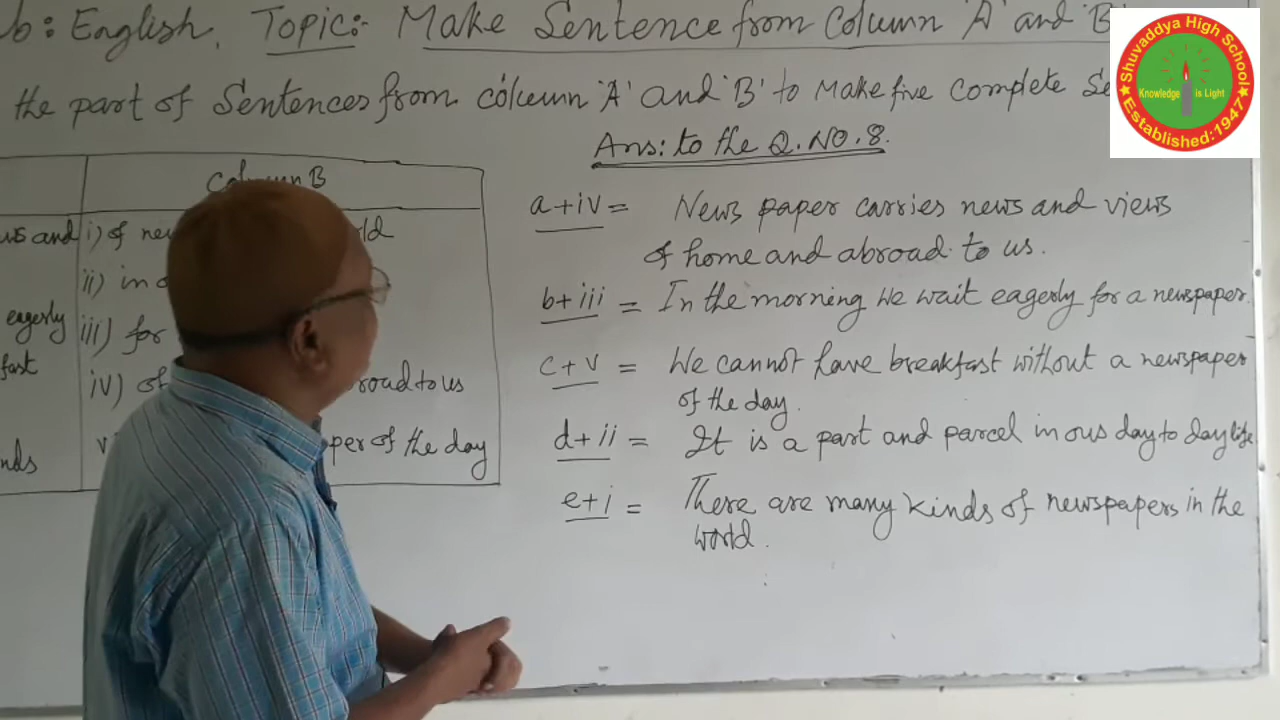 b: English, Topic:- Make Sentence from Column 'A' and 'B'
the part of Sentences from column 'A' and 'B' to Make five Complete Se
Shuvaddya High School
Knowledge is Light
Established:1947
Ans: to the Q. NO. 8.
Column B
ws and
i) of new ld
ii) in o
eagerly
iii) for
fast
iv) of road to us
nds
v per of the day
a+iv = News paper carries news and views
of home and abroad to us.
b+iii = In the morning we wait eagerly for a newspaper.
c+v = We cannot have breakfast without a newspaper
of the day.
d+ii = It is a part and parcel in our day to day life
e+i = There are many kinds of newspapers in the
world.